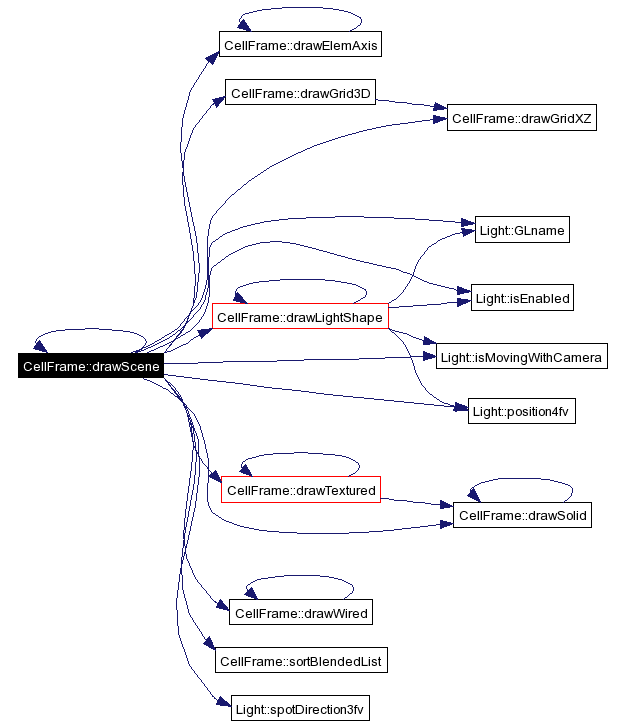 CellFrame::drawElemAxis
CellFrame::drawGrid3D
CellFrame::drawGridXZ
Light::GLname
Light::isEnabled
CellFrame::drawLightShape
Light::isMovingWithCamera
CellFrame::drawScene
Light::position4fv
CellFrame::drawTextured
CellFrame::drawSolid
CellFrame::drawWired
CellFrame::sortBlendedList
Light::spotDirection3fv